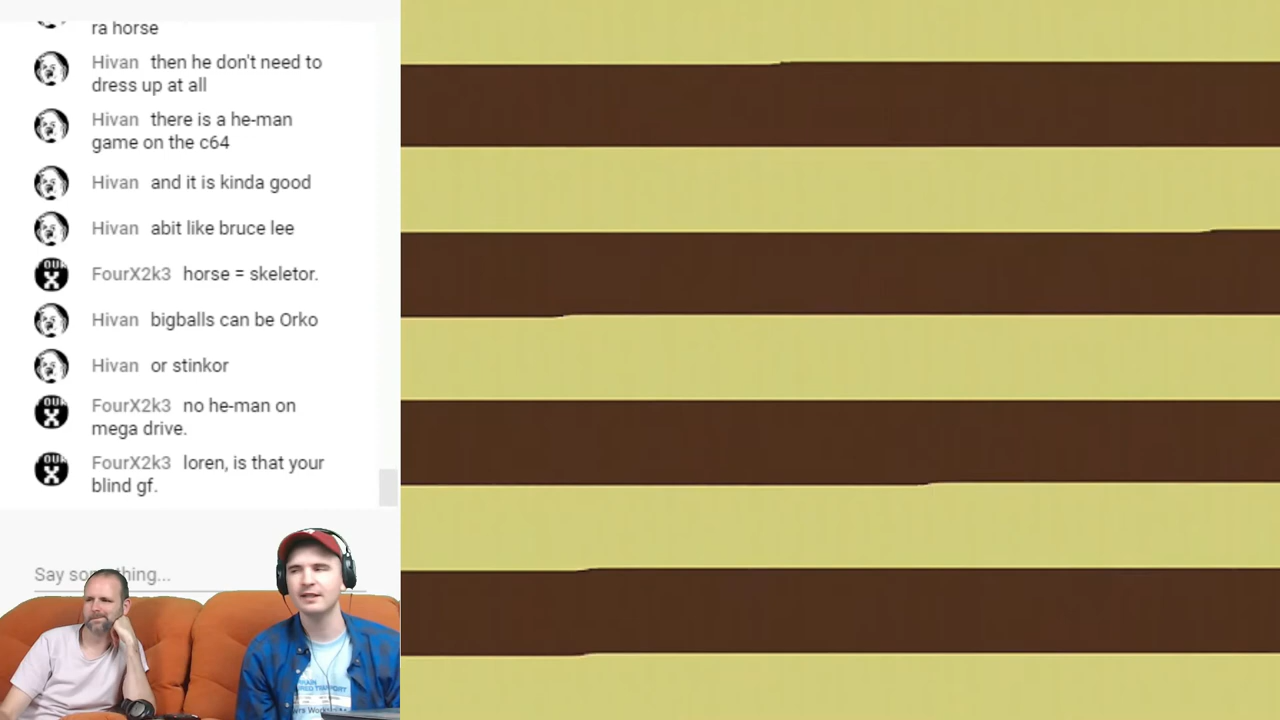 ra horse
Hivan then he don't need to
dress up at all
Hivan there is a he-man
game on the c64
Hivan and it is kinda good
Hivan abit like bruce lee
FourX2k3 horse = skeletor.
Hivan bigballs can be Orko
Hivan or stinkor
FourX2k3 no he-man on
mega drive.
FourX2k3 loren, is that your
blind gf.
Say something...